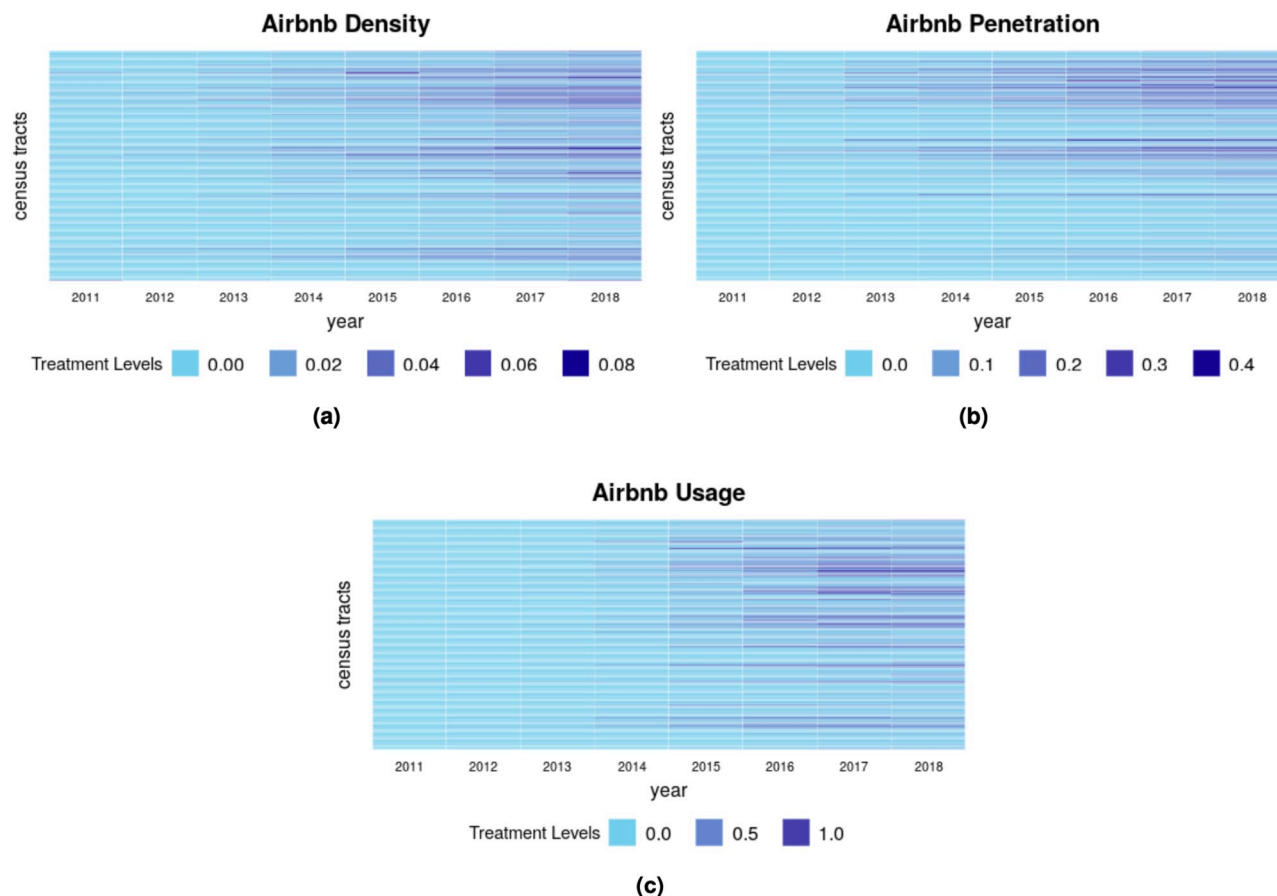 Airbnb Density
census tracts
2011 2012 2013 2014 2015 2016 2017 2018
year
Treatment Levels 0.00 0.02 0.04 0.06 0.08
(a)
Airbnb Penetration
census tracts
2011 2012 2013 2014 2015 2016 2017 2018
year
Treatment Levels 0.0 0.1 0.2 0.3 0.4
(b)
Airbnb Usage
census tracts
2011 2012 2013 2014 2015 2016 2017 2018
year
Treatment Levels 0.0 0.5 1.0
(c)